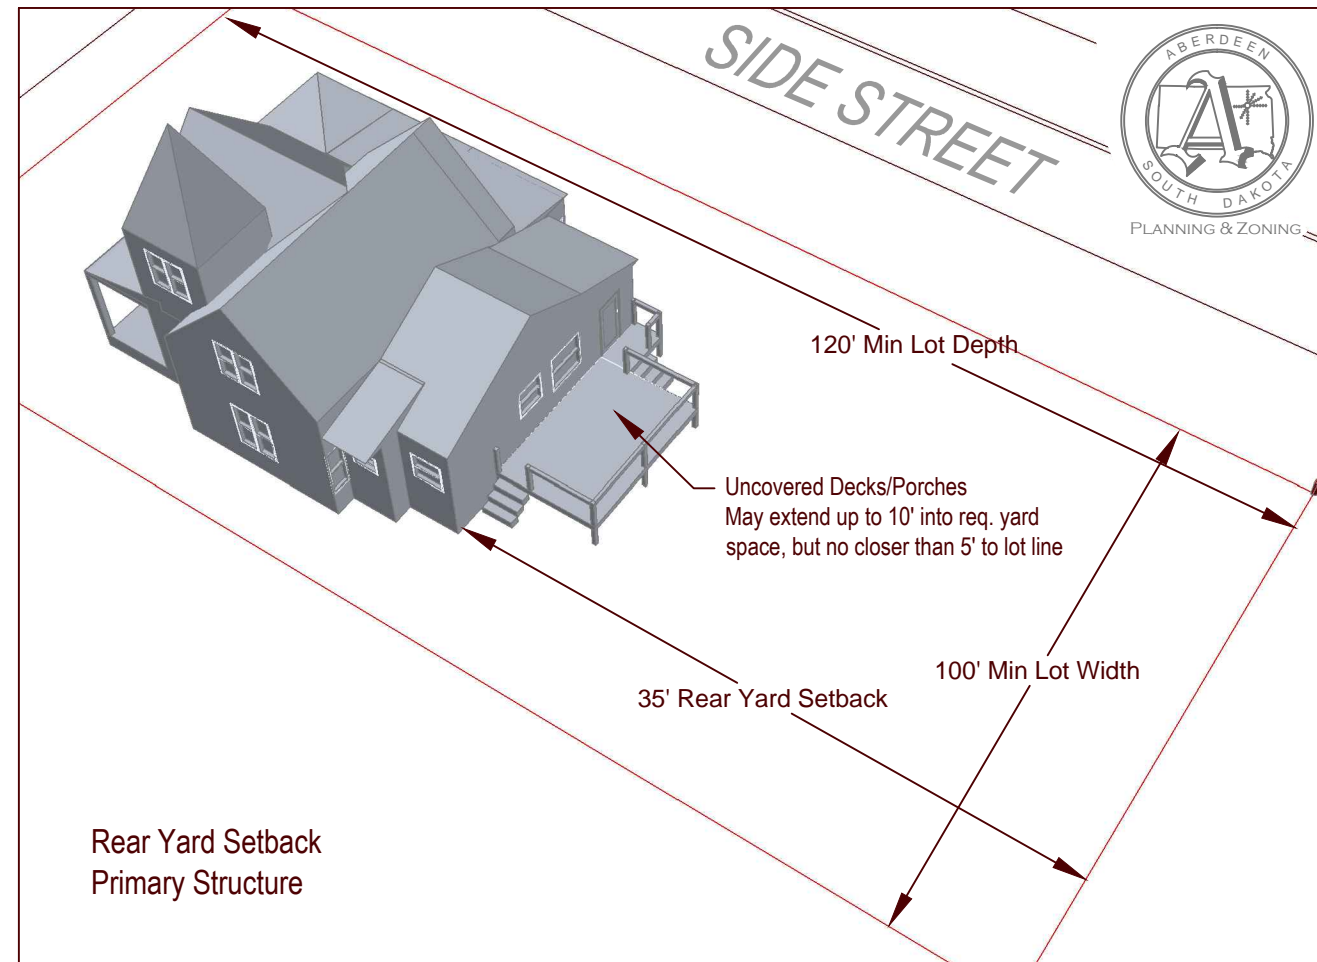 SIDE STREET
ABERDEEN
A
SOUTH DAKOTA
PLANNING & ZONING
120' Min Lot Depth
Uncovered Decks/Porches
May extend up to 10' into req. yard
space, but no closer than 5' to lot line
100' Min Lot Width
35' Rear Yard Setback
Rear Yard Setback
Primary Structure